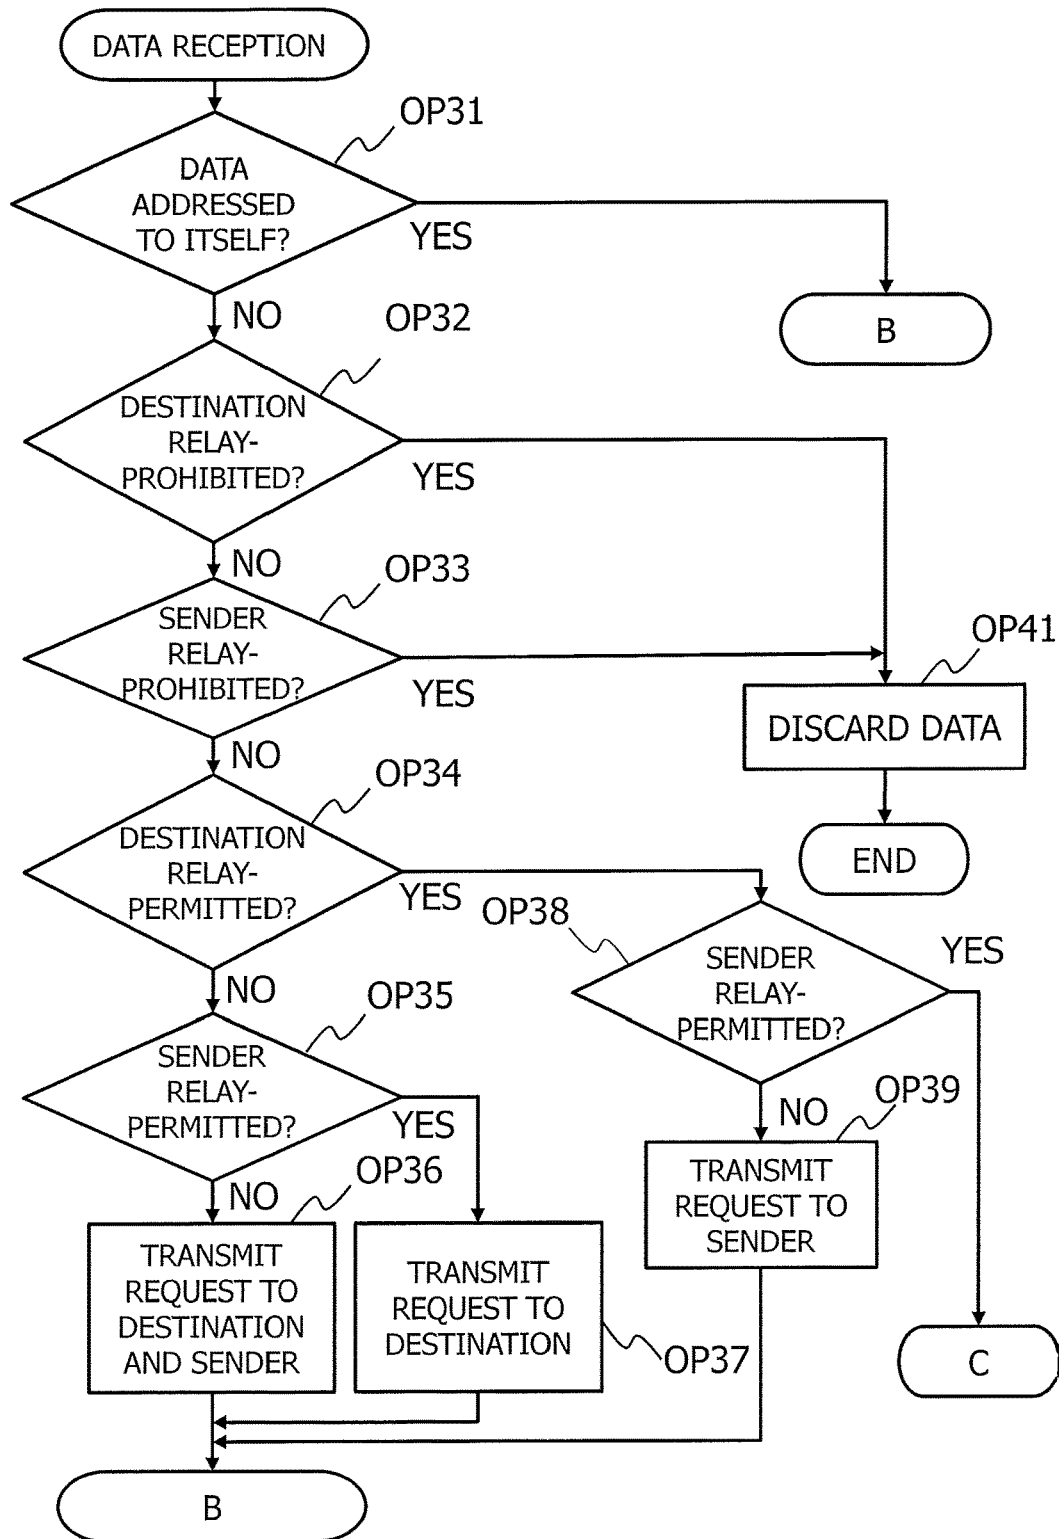 DATA RECEPTION
OP31
DATA
ADDRESSED
TO ITSELF?
YES
NO
B
OP32
DESTINATION
RELAY-
PROHIBITED?
YES
NO
OP33
SENDER
RELAY-
PROHIBITED?
YES
NO
OP41
DISCARD DATA
END
OP34
DESTINATION
RELAY-
PERMITTED?
YES
NO
OP38
SENDER
RELAY-
PERMITTED?
YES
NO
OP35
SENDER
RELAY-
PERMITTED?
YES
NO
OP39
TRANSMIT
REQUEST TO
SENDER
OP36
TRANSMIT
REQUEST TO
DESTINATION
AND SENDER
TRANSMIT
REQUEST TO
DESTINATION
OP37
C
B